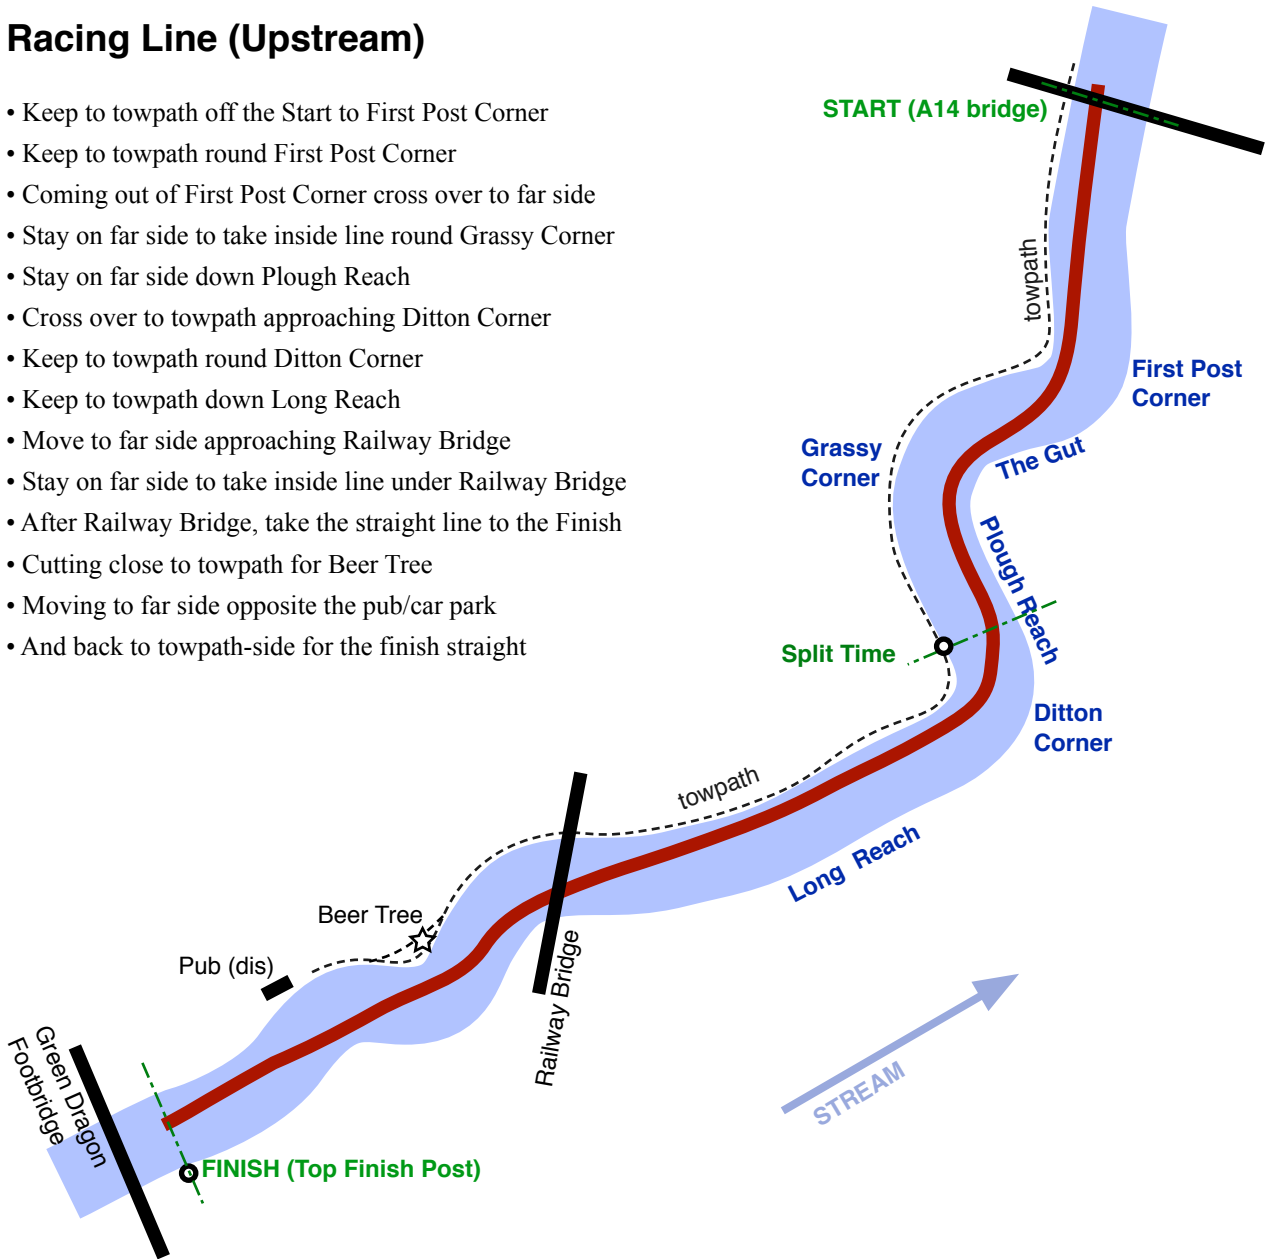 Racing Line (Upstream)
• Keep to towpath off the Start to First Post Corner
• Keep to towpath round First Post Corner
• Coming out of First Post Corner cross over to far side
• Stay on far side to take inside line round Grassy Corner
• Stay on far side down Plough Reach
• Cross over to towpath approaching Ditton Corner
• Keep to towpath round Ditton Corner
• Keep to towpath down Long Reach
• Move to far side approaching Railway Bridge
• Stay on far side to take inside line under Railway Bridge
• After Railway Bridge, take the straight line to the Finish
• Cutting close to towpath for Beer Tree
• Moving to far side opposite the pub/car park
• And back to towpath-side for the finish straight
START (A14 bridge)
towpath
First Post
Corner
Grassy
Corner
The Gut
Plough Reach
Split Time
Ditton
Corner
towpath
Long Reach
Beer Tree
Pub (dis)
Railway Bridge
Green Dragon
Footbridge
STREAM
FINISH (Top Finish Post)